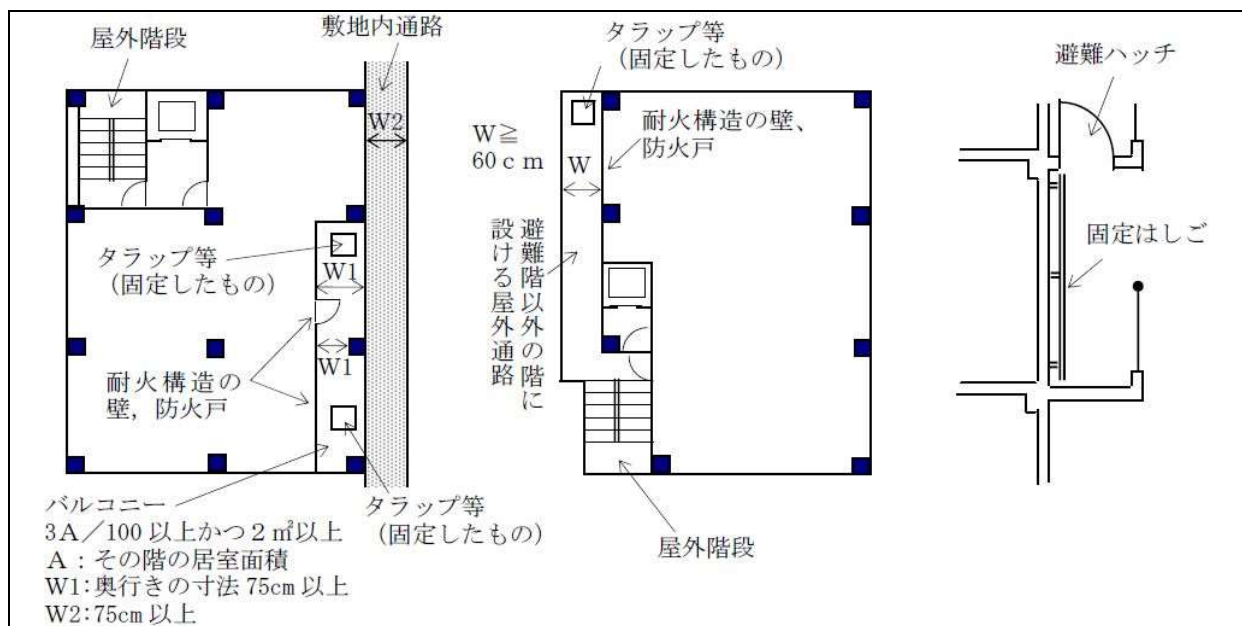 屋外階段
敷地内通路
W2
タラップ等
(固定したもの)
W1
W1
耐火構造の
壁，防火戸
バルコニー
3A／100 以上かつ２㎡以上
A：その階の居室面積
W1:奥行きの寸法 75cm 以上
W2:75cm 以上
タラップ等
(固定したもの)
タラップ等
(固定したもの)
W≧
60ｃｍ
W
耐火構造の壁、
防火戸
避難階以外の階に
設ける屋外通路
屋外階段
避難ハッチ
固定はしご